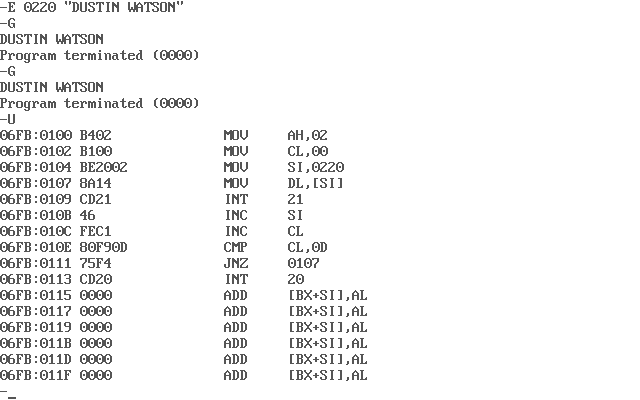 -E 0220 "DUSTIN WATSON"
-G
DUSTIN WATSON
Program terminated (0000)
-G
DUSTIN WATSON
Program terminated (0000)
-U
06FB:0100 B402 MOV AH,02
06FB:0102 B100 MOV CL,00
06FB:0104 BE2002 MOV SI,0220
06FB:0107 8A14 MOV DL,[SI]
06FB:0109 CD21 INT 21
06FB:010B 46 INC SI
06FB:010C FEC1 INC CL
06FB:010E 80F90D CMP CL,0D
06FB:0111 75F4 JNZ 0107
06FB:0113 CD20 INT 20
06FB:0115 0000 ADD [BX+SI],AL
06FB:0117 0000 ADD [BX+SI],AL
06FB:0119 0000 ADD [BX+SI],AL
06FB:011B 0000 ADD [BX+SI],AL
06FB:011D 0000 ADD [BX+SI],AL
06FB:011F 0000 ADD [BX+SI],AL
-_